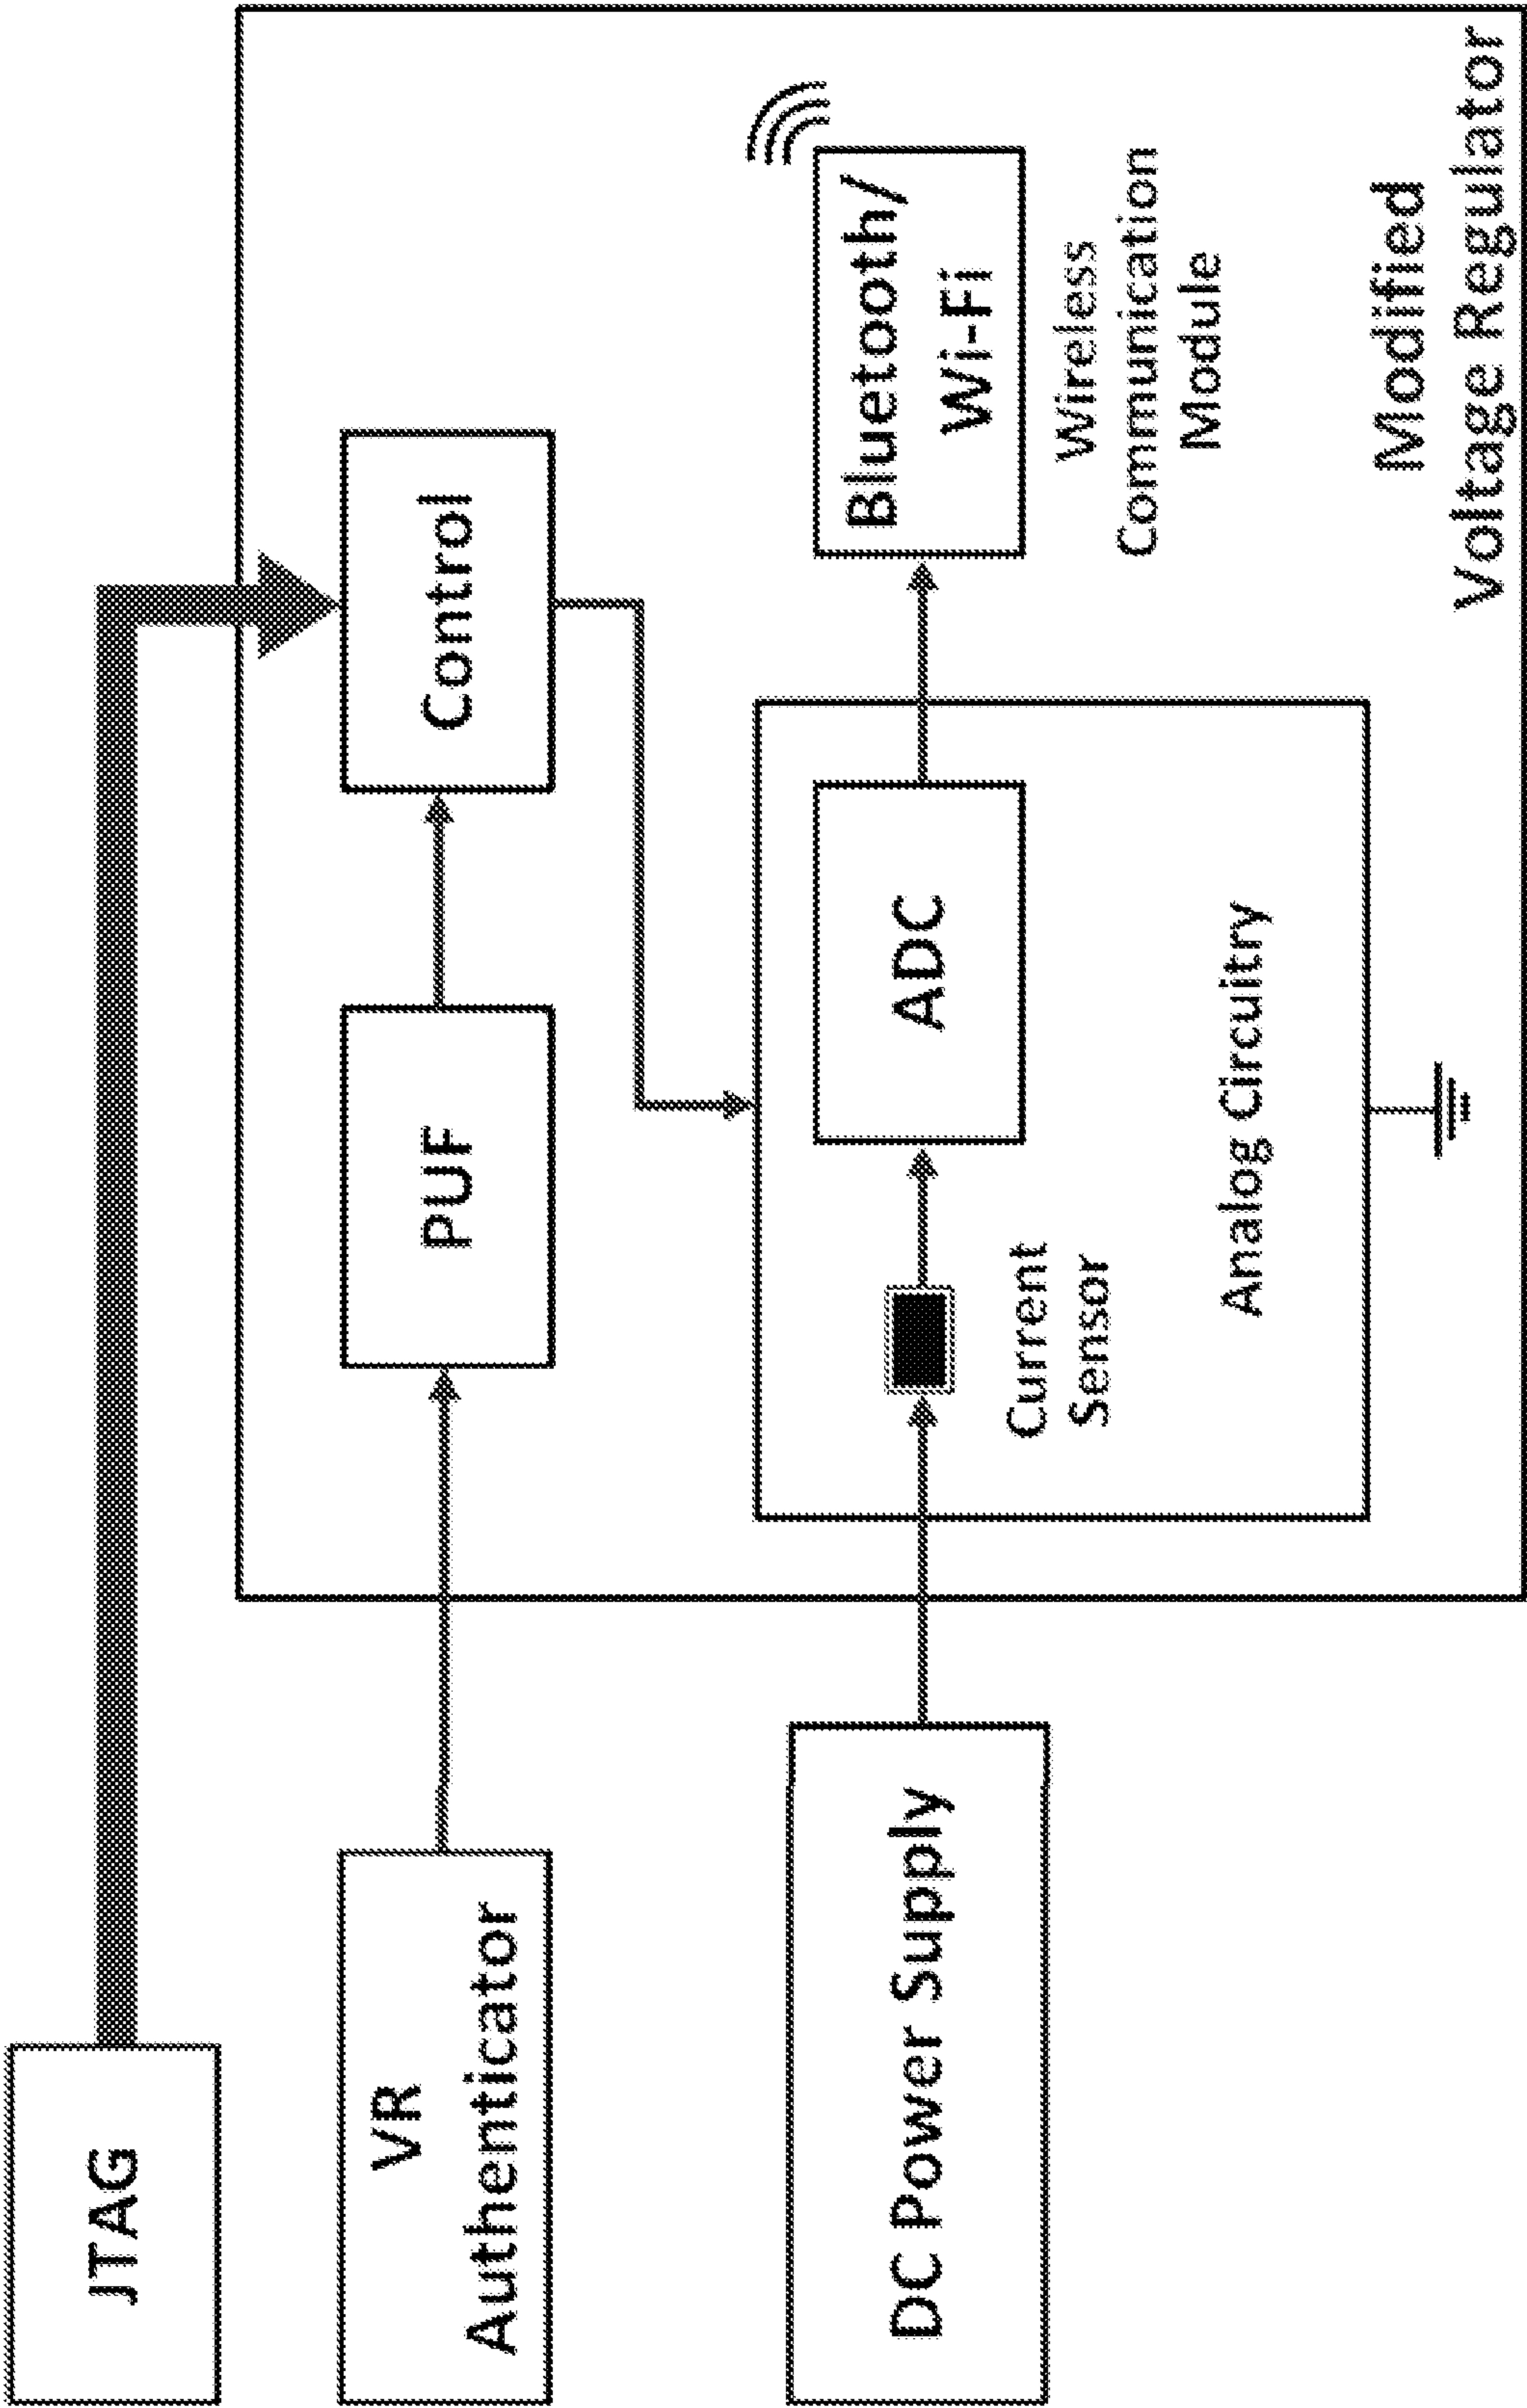 JTAG
VR
Authenticator
PUF
Control
DC Power Supply
Current
Sensor
ADC
Analog Circuitry
Bluetooth/
Wi-Fi
Wireless
Communication
Module
Modified
Voltage Regulator